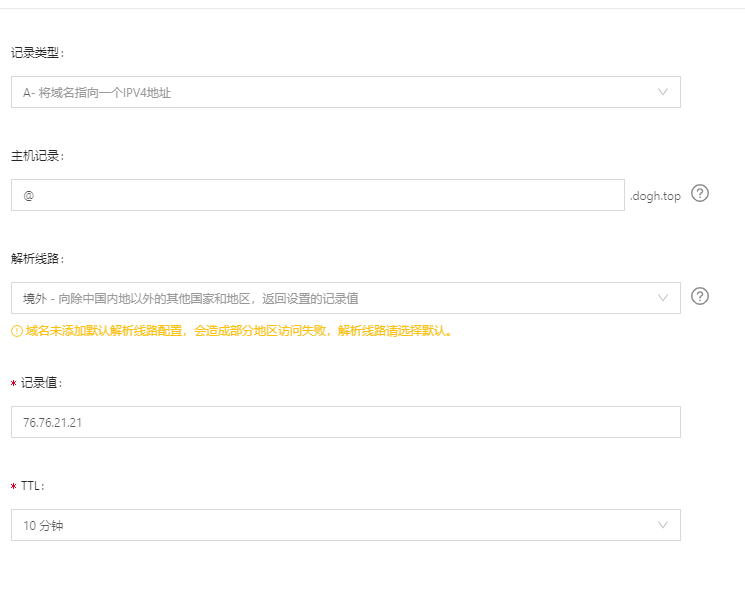 记录类型：
A- 将域名指向一个IPV4地址
主机记录：
@
.dogh.top ?
解析线路：
境外 - 向除中国内地以外的其他国家和地区，返回设置的记录值 ?
域名未添加默认解析线路配置，会造成部分地区访问失败，解析线路请选择默认。
* 记录值：
76.76.21.21
* TTL：
10 分钟